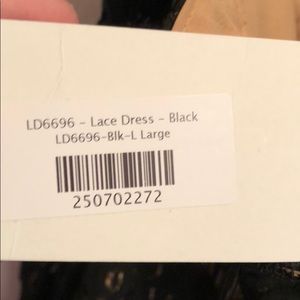 LD6696 - Lace Dress - Black
LD6696-Blk-L Large
250702272